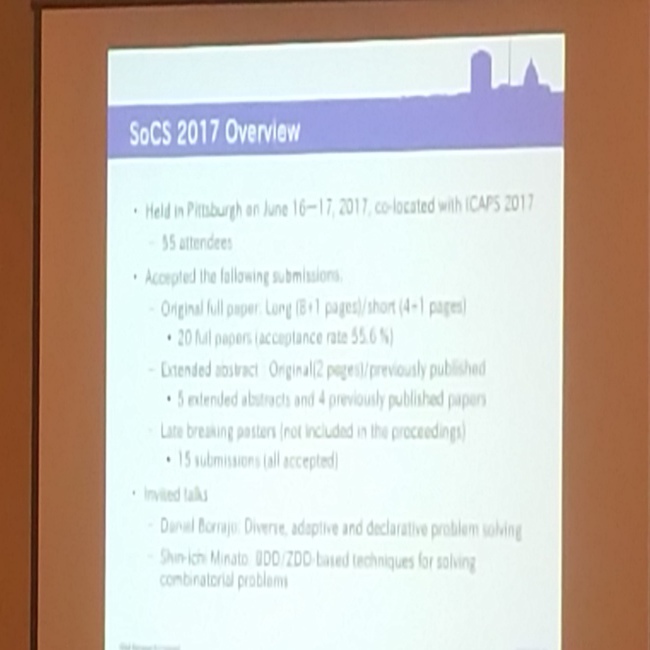 SoCS 2017 Overview
• Held in Pittsburgh on June 16–17, 2017, co-located with ICAPS 2017
– 55 attendees
• Accepted the following submissions.
– Original full paper: Long (8+1 pages)/short (4+1 pages)
• 20 full papers (acceptance rate 55.6 %)
– Extended abstract : Original(2 pages)/previously published
• 5 extended abstracts and 4 previously published papers
– Late breaking posters (not included in the proceedings)
• 15 submissions (all accepted)
• Invited talks
– Daniel Borrajo: Diverse, adaptive and declarative problem solving
– Shin-ichi Minato: BDD/ZDD-based techniques for solving
combinatorial problems